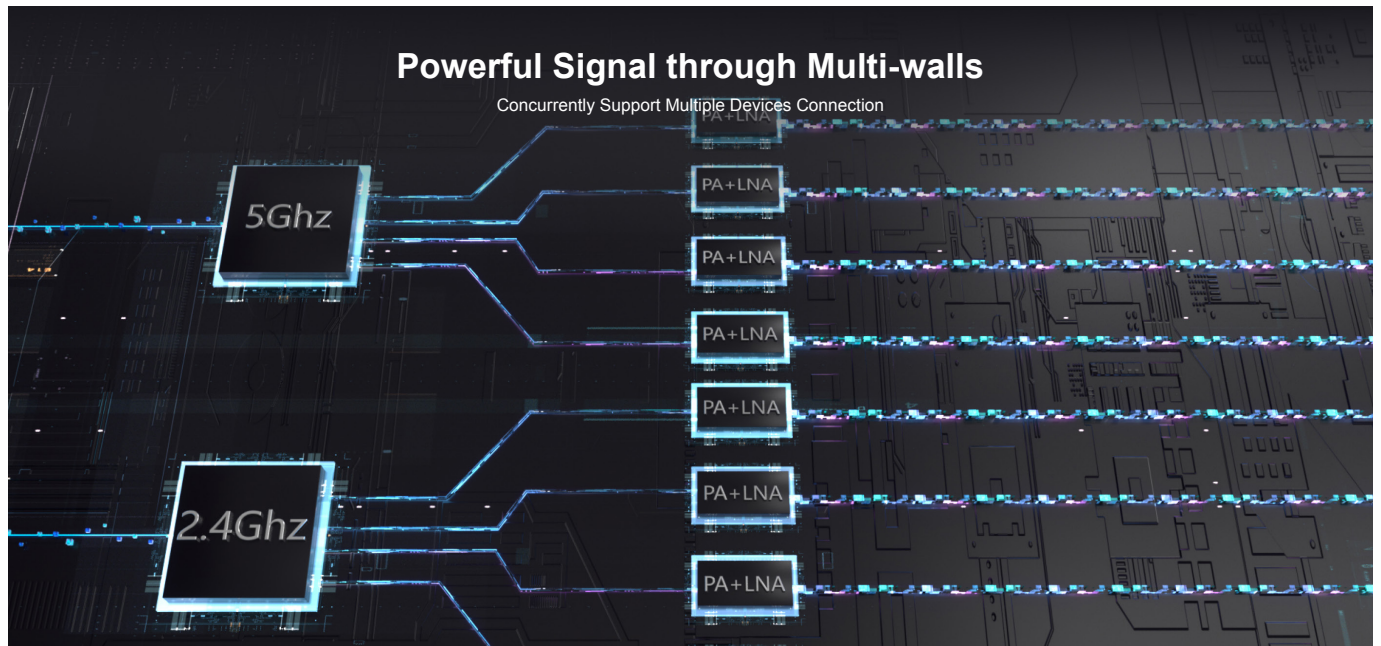 Powerful Signal through Multi-walls
Concurrently Support Multiple Devices Connection
PA+LNA
PA+LNA
5Ghz
PA+LNA
PA+LNA
PA+LNA
PA+LNA
2.4Ghz
PA+LNA